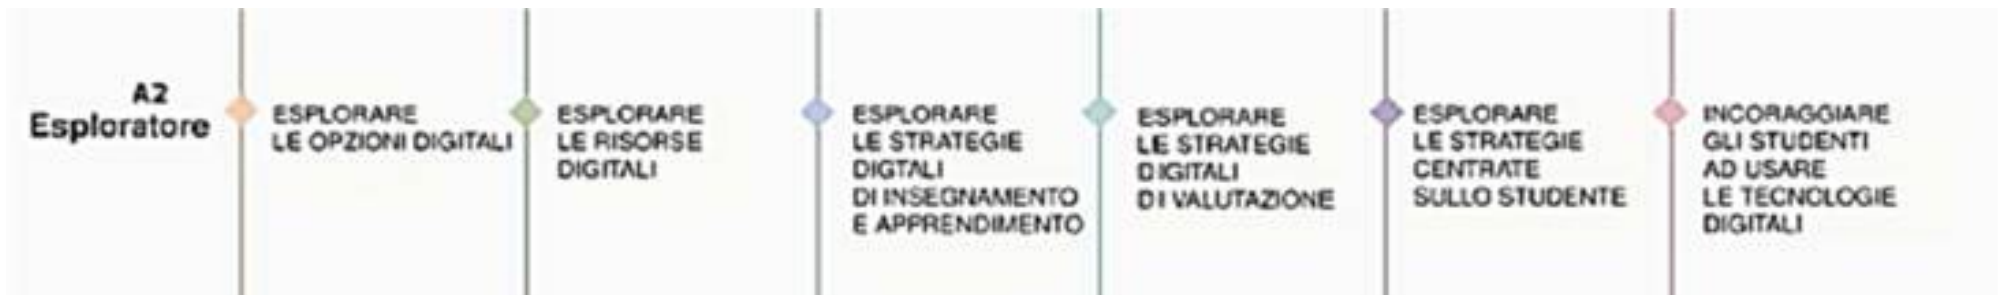 A2
Esploratore
ESPLORARE
LE OPZIONI DIGITALI
ESPLORARE
LE RISORSE
DIGITALI
ESPLORARE
LE STRATEGIE
DIGTALI
DI INSEGNAMENTO
E APPRENDIMENTO
ESPLORARE
LE STRATEGIE
DIGITALI
DI VALUTAZIONE
ESPLORARE
LE STRATEGIE
CENTRATE
SULLO STUDENTE
INCORAGGIARE
GLI STUDENTI
AD USARE
LE TECNOLOGIE
DIGITALI